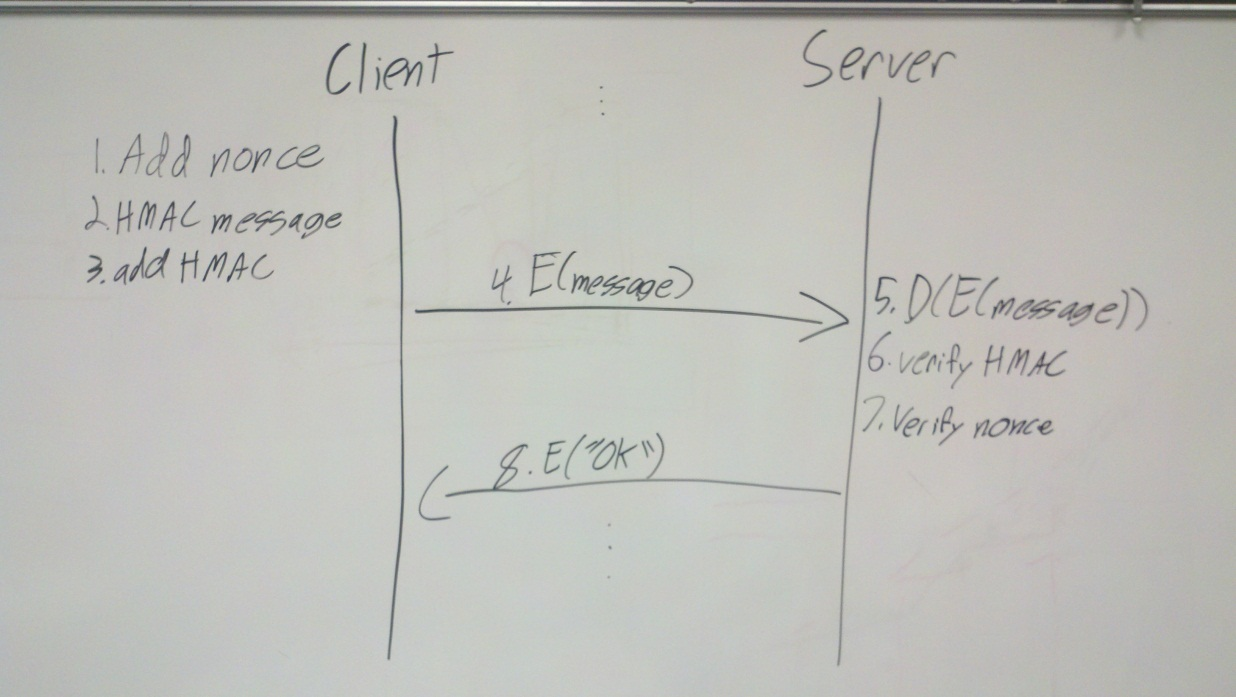 Client
Server
1. Add nonce
2. HMAC message
3. add HMAC
4. E(message)
5. D(E(message))
6. verify HMAC
7. Verify nonce
8. E("OK")